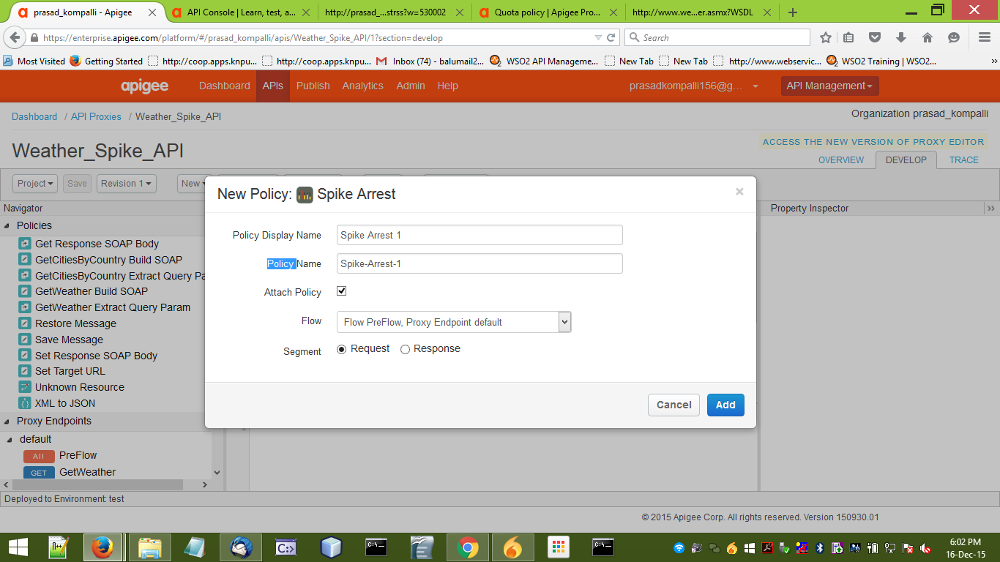 prasad_kompalli - Apigee
API Console | Learn, test, a...
http://prasad_...strss?w=530002
Quota policy | Apigee Pro...
http://www.we...er.asmx?WSDL
https://enterprise.apigee.com/platform/#/prasad_kompalli/apis/Weather_Spike_API/1?section=develop
Search
Most Visited
Getting Started
http://coop.apps.knpu...
http://coop.apps.knpu...
Inbox (74) - balumail2...
WSO2 API Manageme...
New Tab
New Tab
http://www.webservic...
WSO2 Training | WSO2...
apigee
Dashboard
APIs
Publish
Analytics
Admin
Help
prasadkompalli156@g...
API Management
Dashboard / API Proxies / Weather_Spike_API
Organization prasad_kompalli
ACCESS THE NEW VERSION OF PROXY EDITOR
Weather_Spike_API
OVERVIEW
DEVELOP
TRACE
Project
Save
Revision 1
New
Navigator
Property Inspector
Policies
Get Response SOAP Body
GetCitiesByCountry Build SOAP
GetCitiesByCountry Extract Query Pa
GetWeather Build SOAP
GetWeather Extract Query Param
Restore Message
Save Message
Set Response SOAP Body
Set Target URL
Unknown Resource
XML to JSON
Proxy Endpoints
default
All PreFlow
GET GetWeather
New Policy: Spike Arrest
×
Policy Display Name
Spike Arrest 1
Policy Name
Spike-Arrest-1
Attach Policy
Flow
Flow PreFlow, Proxy Endpoint default
Segment
Request
Response
Cancel
Add
Deployed to Environment: test
© 2015 Apigee Corp. All rights reserved. Version 150930.01
6:02 PM
16-Dec-15